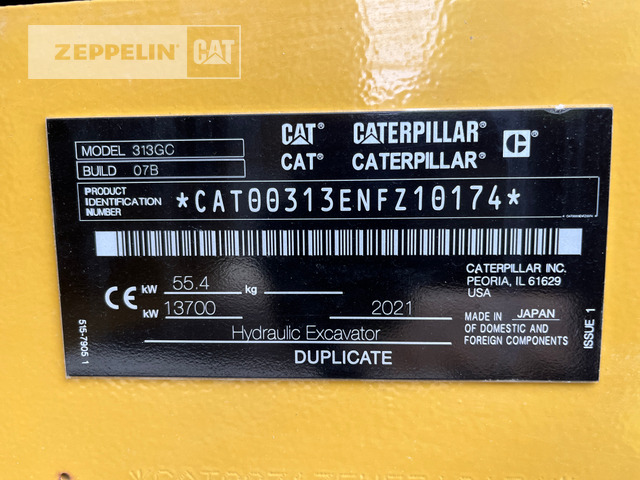 ZEPPELIN CAT
MODEL 313GC
BUILD 07B
CAT® CATERPILLAR®
CAT® CATERPILLAR®
PRODUCT
IDENTIFICATION
NUMBER
*CAT00313ENFZ10174*
CE
kW 55.4 kg
kW 13700 2021
Hydraulic Excavator
DUPLICATE
CATERPILLAR INC.
PEORIA, IL 61629
USA
MADE IN JAPAN
OF DOMESTIC AND
FOREIGN COMPONENTS
ISSUE 1
515-7905 1